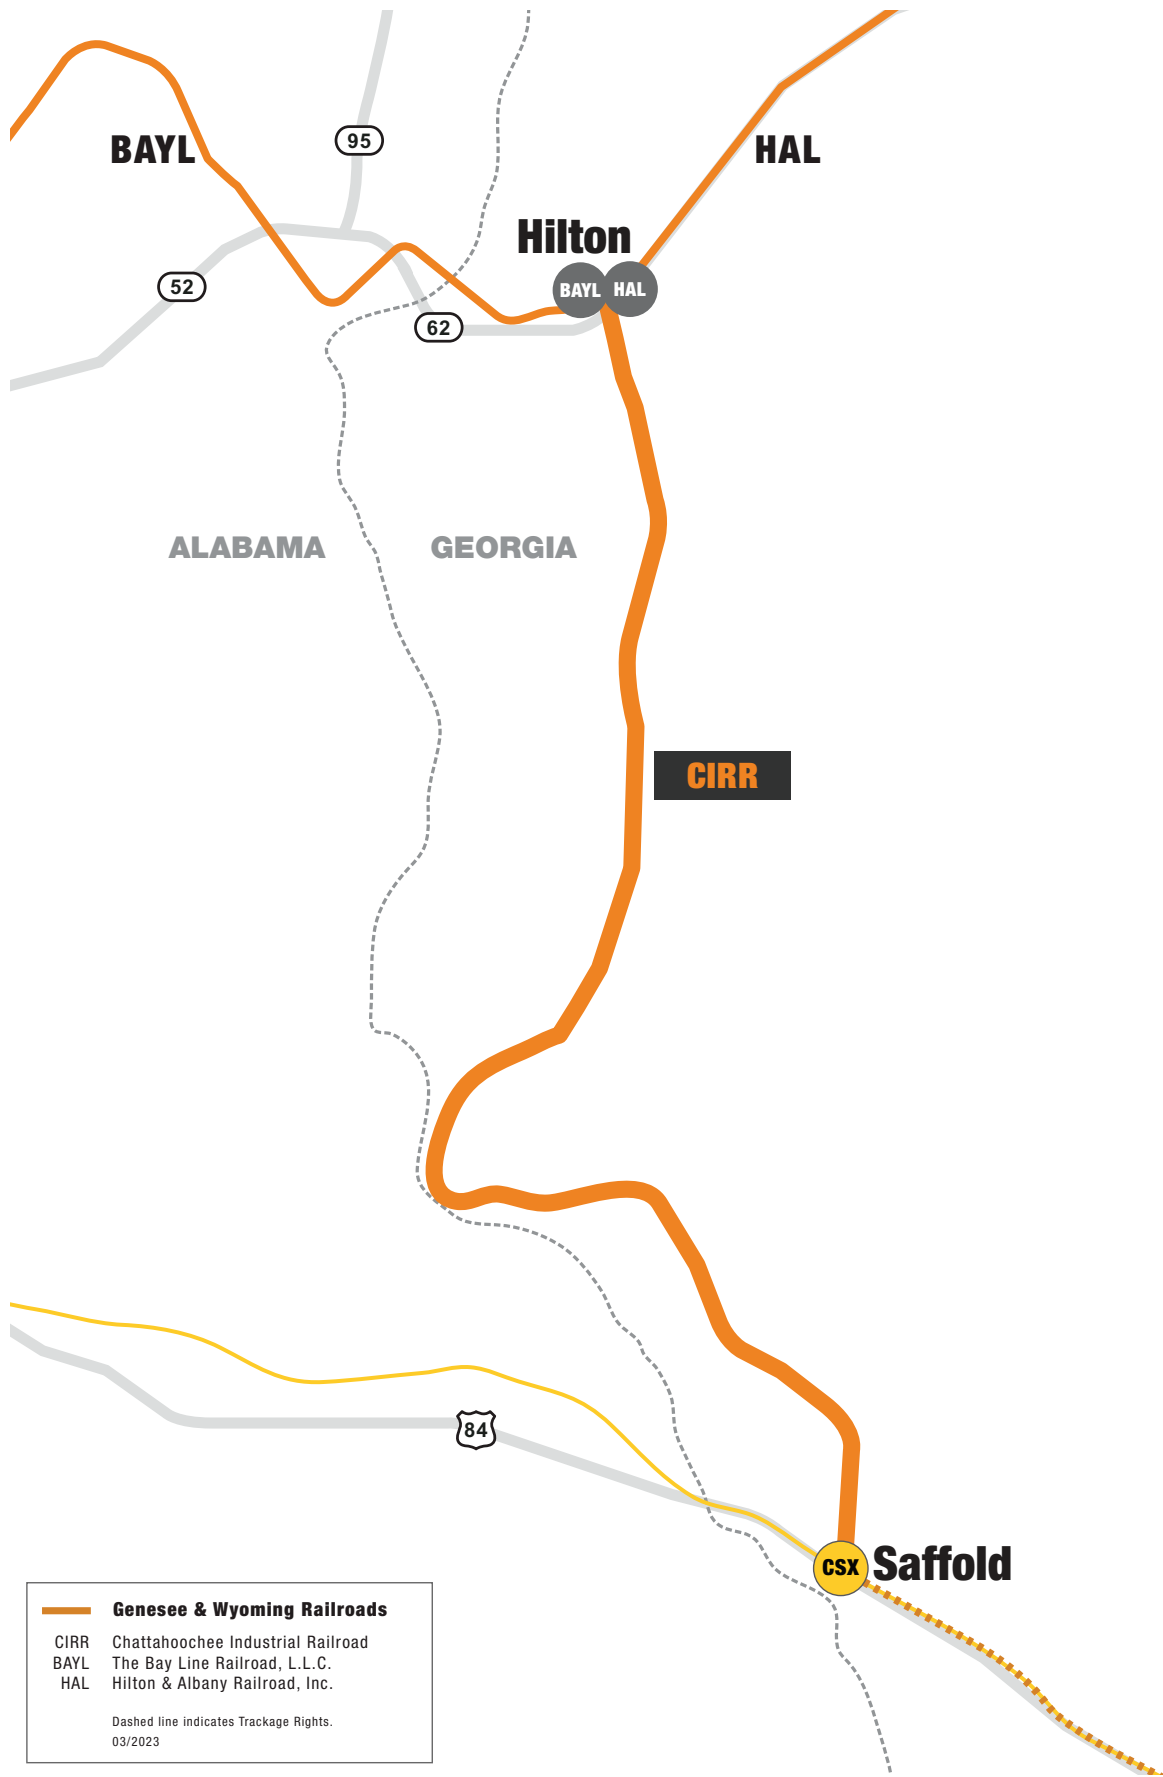 BAYL
95
HAL
Hilton
BAYL
HAL
52
62
ALABAMA
GEORGIA
CIRR
84
CSX
Saffold
Genesee & Wyoming Railroads
CIRR Chattahoochee Industrial Railroad
BAYL The Bay Line Railroad, L.L.C.
HAL Hilton & Albany Railroad, Inc.
Dashed line indicates Trackage Rights.
03/2023